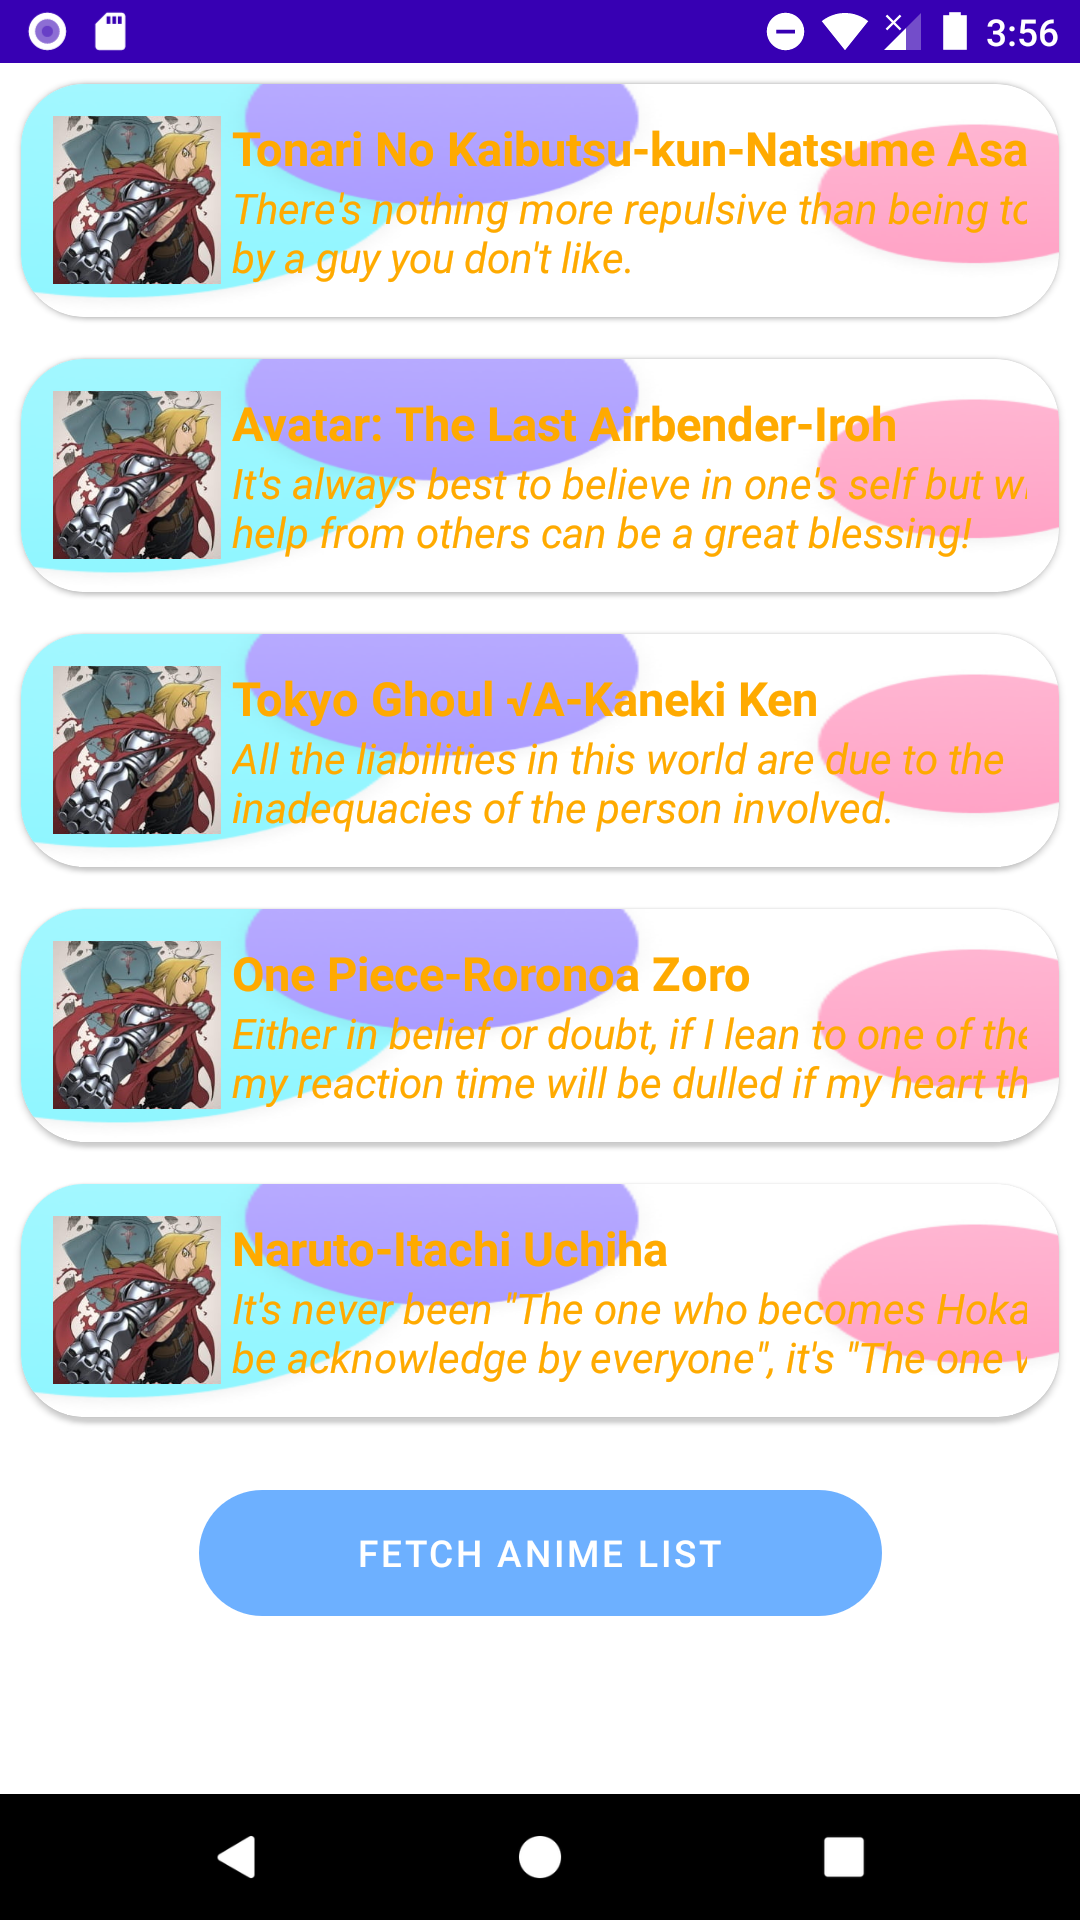 3:56
Tonari No Kaibutsu-kun-Natsume Asa
There's nothing more repulsive than being to
by a guy you don't like.
Avatar: The Last Airbender-Iroh
It's always best to believe in one's self but wi
help from others can be a great blessing!
Tokyo Ghoul √A-Kaneki Ken
All the liabilities in this world are due to the
inadequacies of the person involved.
One Piece-Roronoa Zoro
Either in belief or doubt, if I lean to one of the
my reaction time will be dulled if my heart th
Naruto-Itachi Uchiha
It's never been "The one who becomes Hoka
be acknowledge by everyone", it's "The one
FETCH ANIME LIST